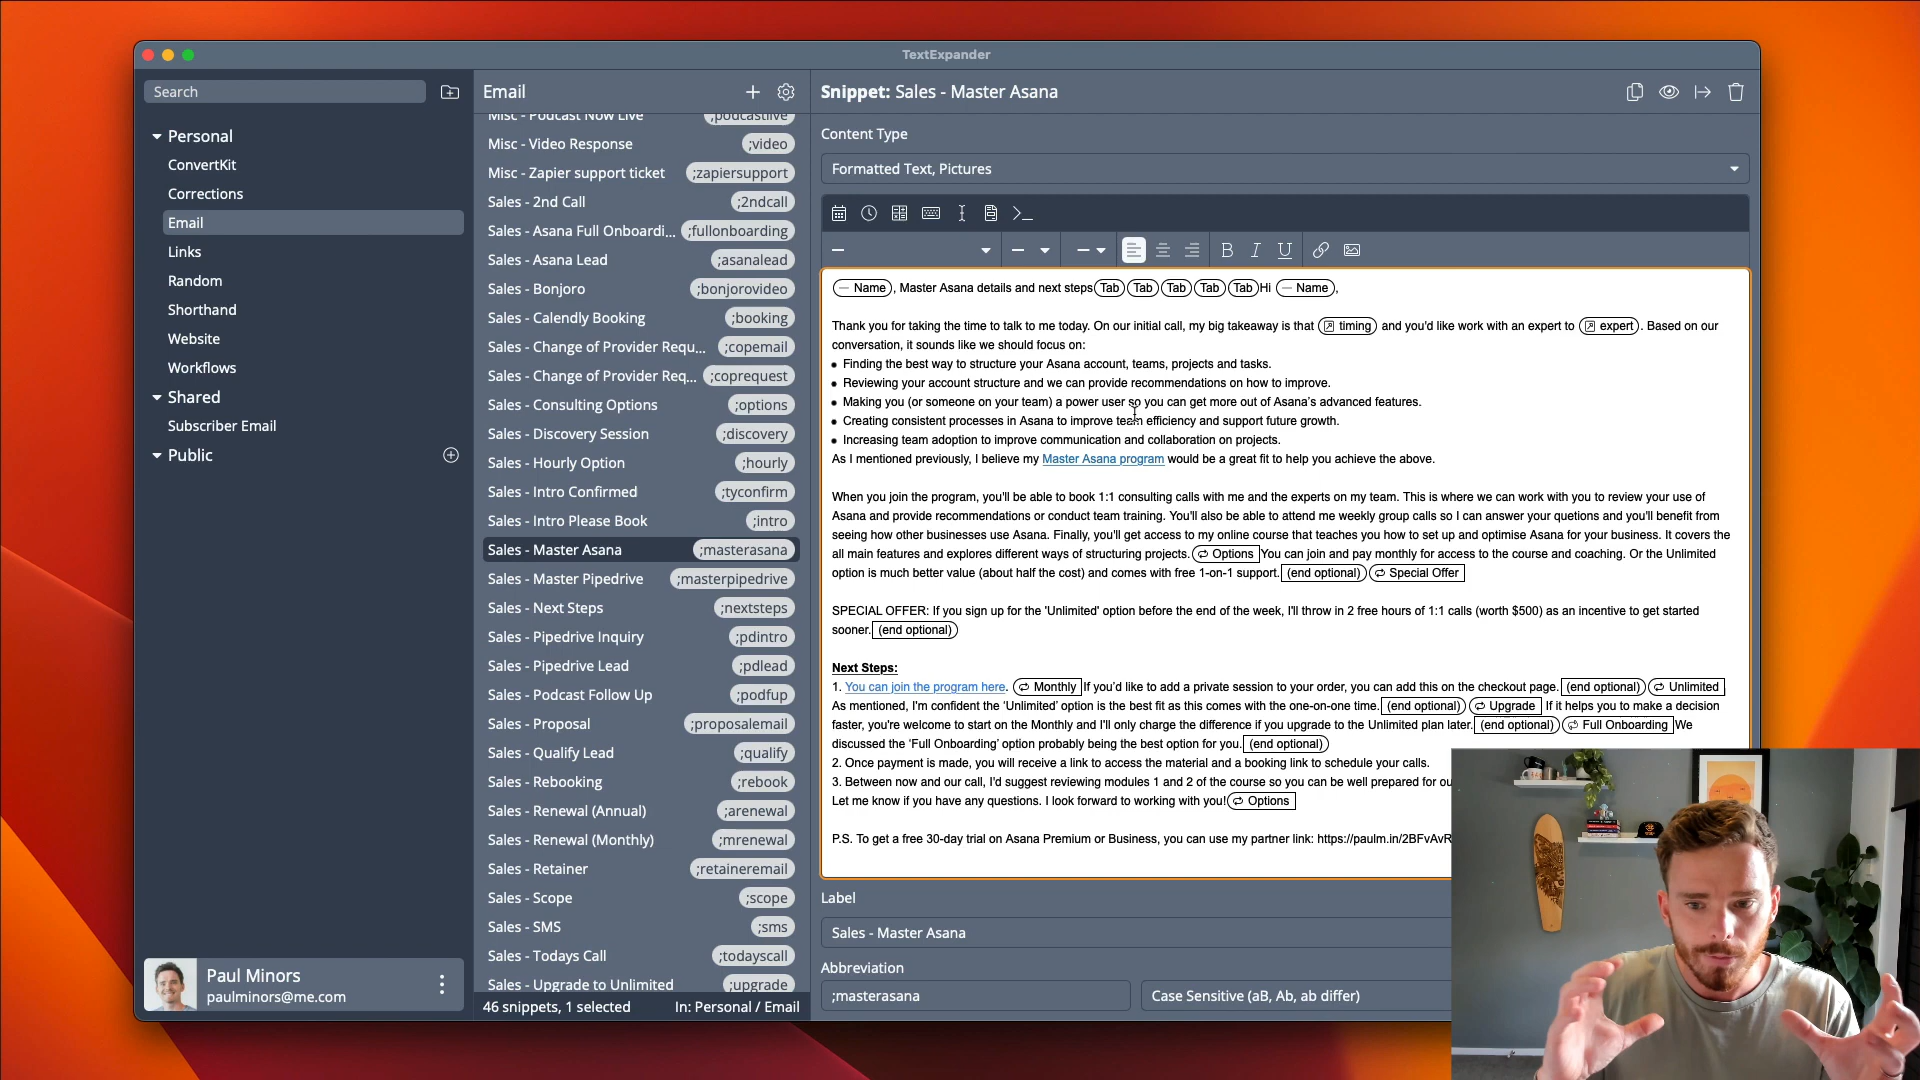 TextExpander
Search
Personal
ConvertKit
Corrections
Email
Links
Random
Shorthand
Website
Workflows
Shared
Subscriber Email
Public
Paul Minors
paulminors@me.com
Email
Misc - Podcast Now Live ;podcastlive
Misc - Video Response ;video
Misc - Zapier support ticket ;zapiersupport
Sales - 2nd Call ;2ndcall
Sales - Asana Full Onboardi... ;fullonboarding
Sales - Asana Lead ;asanalead
Sales - Bonjoro ;bonjorovideo
Sales - Calendly Booking ;booking
Sales - Change of Provider Requ... ;copemail
Sales - Change of Provider Req... ;coprequest
Sales - Consulting Options ;options
Sales - Discovery Session ;discovery
Sales - Hourly Option ;hourly
Sales - Intro Confirmed ;tyconfirm
Sales - Intro Please Book ;intro
Sales - Master Asana ;masterasana
Sales - Master Pipedrive ;masterpipedrive
Sales - Next Steps ;nextsteps
Sales - Pipedrive Inquiry ;pdintro
Sales - Pipedrive Lead ;pdlead
Sales - Podcast Follow Up ;podfup
Sales - Proposal ;proposalemail
Sales - Qualify Lead ;qualify
Sales - Rebooking ;rebook
Sales - Renewal (Annual) ;arenewal
Sales - Renewal (Monthly) ;mrenewal
Sales - Retainer ;retaineremail
Sales - Scope ;scope
Sales - SMS ;sms
Sales - Todays Call ;todayscall
Sales - Upgrade to Unlimited ;upgrade
46 snippets, 1 selected In: Personal / Email
Snippet: Sales - Master Asana
Content Type
Formatted Text, Pictures
B I U
Name, Master Asana details and next steps Tab Tab Tab Tab Tab Hi Name,
Thank you for taking the time to talk to me today. On our initial call, my big takeaway is that timing and you'd like work with an expert to expert. Based on our
conversation, it sounds like we should focus on:
• Finding the best way to structure your Asana account, teams, projects and tasks.
• Reviewing your account structure and we can provide recommendations on how to improve.
• Making you (or someone on your team) a power user so you can get more out of Asana's advanced features.
• Creating consistent processes in Asana to improve team efficiency and support future growth.
• Increasing team adoption to improve communication and collaboration on projects.
As I mentioned previously, I believe my Master Asana program would be a great fit to help you achieve the above.
When you join the program, you'll be able to book 1:1 consulting calls with me and the experts on my team. This is where we can work with you to review your use of
Asana and provide recommendations or conduct team training. You'll also be able to attend me weekly group calls so I can answer your quetions and you'll benefit from
seeing how other businesses use Asana. Finally, you'll get access to my online course that teaches you how to set up and optimise Asana for your business. It covers the
all main features and explores different ways of structuring projects. Options You can join and pay monthly for access to the course and coaching. Or the Unlimited
option is much better value (about half the cost) and comes with free 1-on-1 support. (end optional) Special Offer
SPECIAL OFFER: If you sign up for the 'Unlimited' option before the end of the week, I'll throw in 2 free hours of 1:1 calls (worth $500) as an incentive to get started
sooner. (end optional)
Next Steps:
1. You can join the program here. Monthly If you'd like to add a private session to your order, you can add this on the checkout page. (end optional) Unlimited
As mentioned, I'm confident the 'Unlimited' option is the best fit as this comes with the one-on-one time. (end optional) Upgrade If it helps you to make a decision
faster, you're welcome to start on the Monthly and I'll only charge the difference if you upgrade to the Unlimited plan later. (end optional) Full Onboarding We
discussed the 'Full Onboarding' option probably being the best option for you. (end optional)
2. Once payment is made, you will receive a link to access the material and a booking link to schedule your calls.
3. Between now and our call, I'd suggest reviewing modules 1 and 2 of the course so you can be well prepared for ou
Let me know if you have any questions. I look forward to working with you! Options
P.S. To get a free 30-day trial on Asana Premium or Business, you can use my partner link: https://paulm.in/2BFvAvR
Label
Sales - Master Asana
Abbreviation
;masterasana
Case Sensitive (aB, Ab, ab differ)